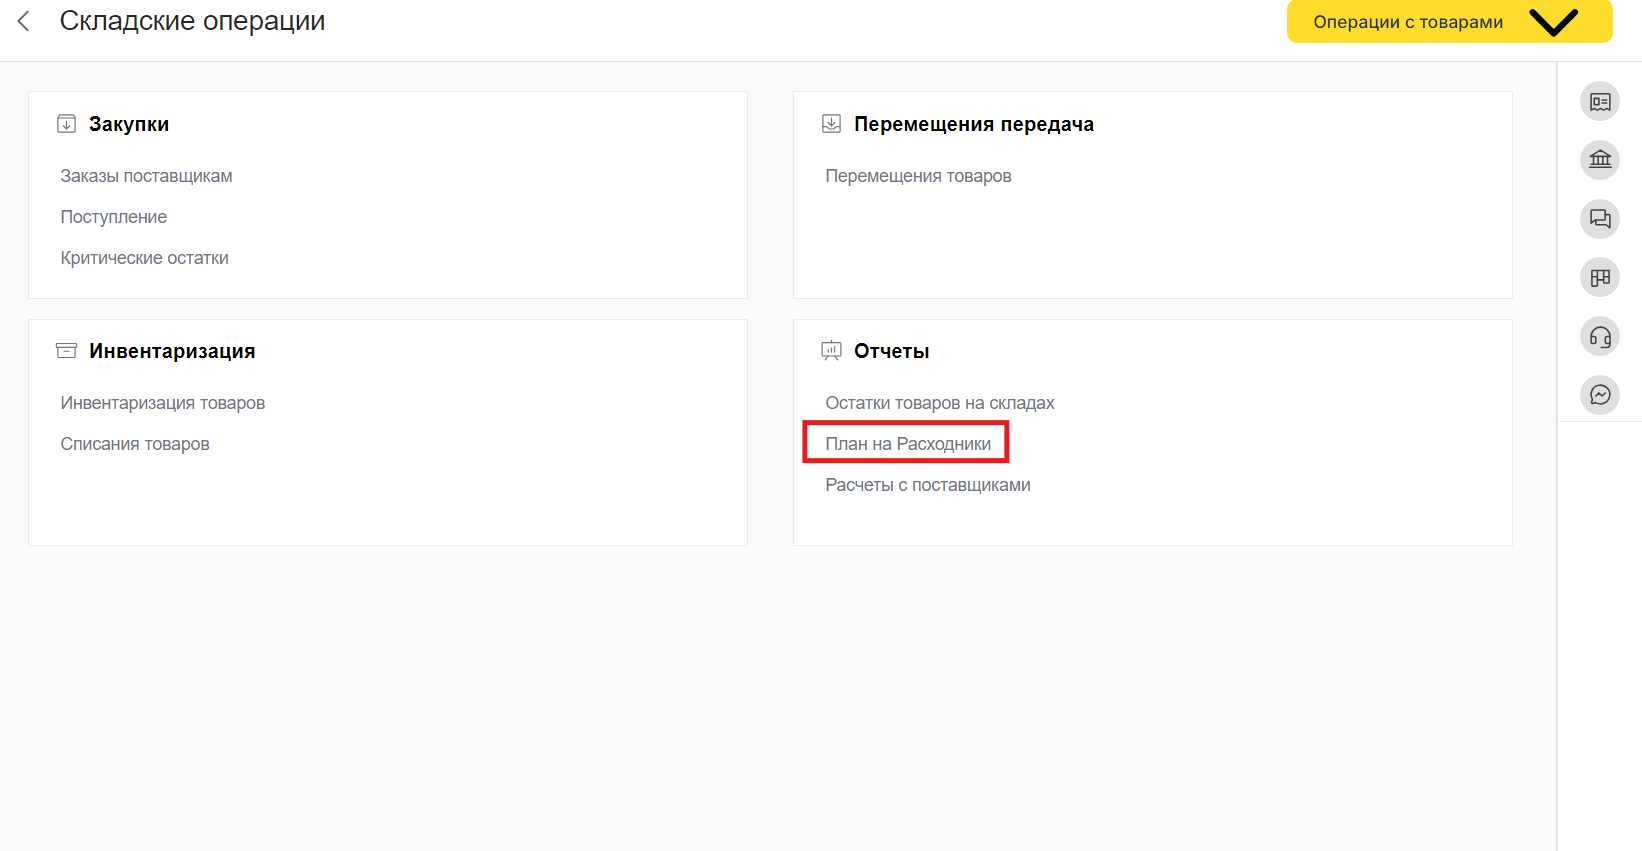 Складские операции
Операции с товарами
Закупки
Заказы поставщикам
Поступление
Критические остатки
Перемещения передача
Перемещения товаров
Инвентаризация
Инвентаризация товаров
Списания товаров
Отчеты
Остатки товаров на складах
План на Расходники
Расчеты с поставщиками